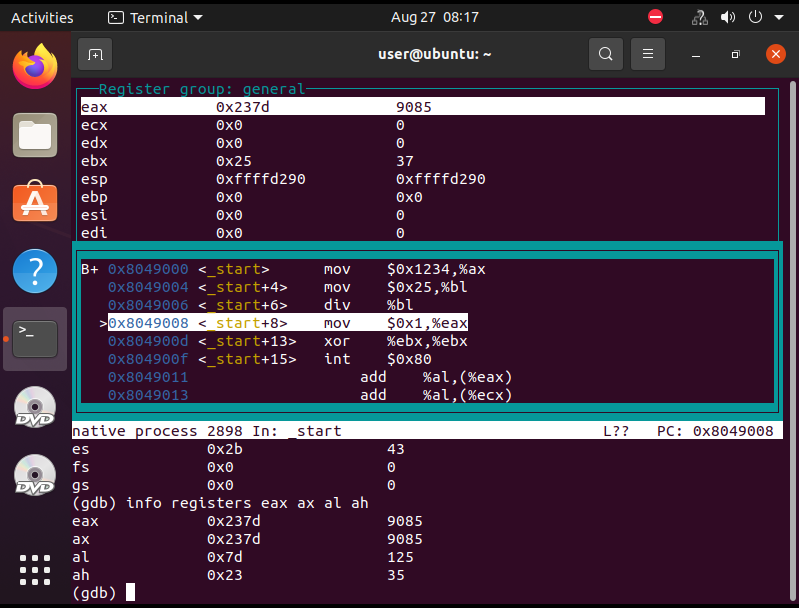 Activities Terminal Aug 27 08:17
user@ubuntu: ~
Register group: general
eax 0x237d 9085
ecx 0x0 0
edx 0x0 0
ebx 0x25 37
esp 0xffffd290 0xffffd290
ebp 0x0 0x0
esi 0x0 0
edi 0x0 0
B+ 0x8049000 <_start> mov $0x1234,%ax
0x8049004 <_start+4> mov $0x25,%bl
0x8049006 <_start+6> div %bl
>0x8049008 <_start+8> mov $0x1,%eax
0x804900d <_start+13> xor %ebx,%ebx
0x804900f <_start+15> int $0x80
0x8049011 add %al,(%eax)
0x8049013 add %al,(%ecx)
native process 2898 In: _start L?? PC: 0x8049008
es 0x2b 43
fs 0x0 0
gs 0x0 0
(gdb) info registers eax ax al ah
eax 0x237d 9085
ax 0x237d 9085
al 0x7d 125
ah 0x23 35
(gdb)
>_
DVD
DVD